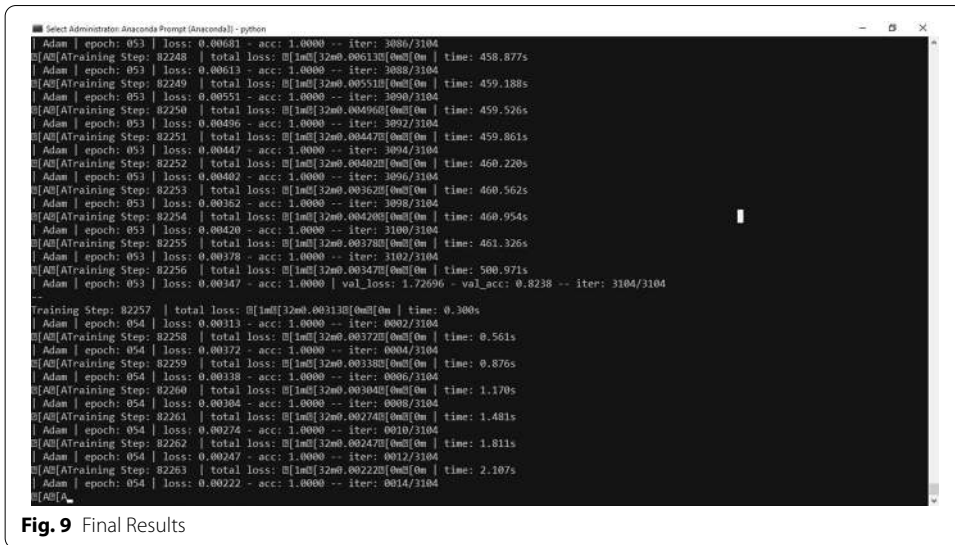 Select Administrator: Anaconda Prompt (Anaconda3) - python
| Adam | epoch: 053 | loss: 0.00681 - acc: 1.0000 -- iter: 3086/3104
[A[ATraining Step: 82248 | total loss: [1m[32m0.00613[0m[0m | time: 458.877s
| Adam | epoch: 053 | loss: 0.00613 - acc: 1.0000 -- iter: 3088/3104
[A[ATraining Step: 82249 | total loss: [1m[32m0.00551[0m[0m | time: 459.188s
| Adam | epoch: 053 | loss: 0.00551 - acc: 1.0000 -- iter: 3090/3104
[A[ATraining Step: 82250 | total loss: [1m[32m0.00496[0m[0m | time: 459.526s
| Adam | epoch: 053 | loss: 0.00496 - acc: 1.0000 -- iter: 3092/3104
[A[ATraining Step: 82251 | total loss: [1m[32m0.00447[0m[0m | time: 459.861s
| Adam | epoch: 053 | loss: 0.00447 - acc: 1.0000 -- iter: 3094/3104
[A[ATraining Step: 82252 | total loss: [1m[32m0.00402[0m[0m | time: 460.220s
| Adam | epoch: 053 | loss: 0.00402 - acc: 1.0000 -- iter: 3096/3104
[A[ATraining Step: 82253 | total loss: [1m[32m0.00362[0m[0m | time: 460.562s
| Adam | epoch: 053 | loss: 0.00362 - acc: 1.0000 -- iter: 3098/3104
[A[ATraining Step: 82254 | total loss: [1m[32m0.00420[0m[0m | time: 460.954s
| Adam | epoch: 053 | loss: 0.00420 - acc: 1.0000 -- iter: 3100/3104
[A[ATraining Step: 82255 | total loss: [1m[32m0.00378[0m[0m | time: 461.326s
| Adam | epoch: 053 | loss: 0.00378 - acc: 1.0000 -- iter: 3102/3104
[A[ATraining Step: 82256 | total loss: [1m[32m0.00347[0m[0m | time: 500.971s
| Adam | epoch: 053 | loss: 0.00347 - acc: 1.0000 | val_loss: 1.72696 - val_acc: 0.8238 -- iter: 3104/3104
--
Training Step: 82257 | total loss: [1m[32m0.00313[0m[0m | time: 0.300s
| Adam | epoch: 054 | loss: 0.00313 - acc: 1.0000 -- iter: 0002/3104
[A[ATraining Step: 82258 | total loss: [1m[32m0.00372[0m[0m | time: 0.561s
| Adam | epoch: 054 | loss: 0.00372 - acc: 1.0000 -- iter: 0004/3104
[A[ATraining Step: 82259 | total loss: [1m[32m0.00338[0m[0m | time: 0.876s
| Adam | epoch: 054 | loss: 0.00338 - acc: 1.0000 -- iter: 0006/3104
[A[ATraining Step: 82260 | total loss: [1m[32m0.00304[0m[0m | time: 1.170s
| Adam | epoch: 054 | loss: 0.00304 - acc: 1.0000 -- iter: 0008/3104
[A[ATraining Step: 82261 | total loss: [1m[32m0.00274[0m[0m | time: 1.481s
| Adam | epoch: 054 | loss: 0.00274 - acc: 1.0000 -- iter: 0010/3104
[A[ATraining Step: 82262 | total loss: [1m[32m0.00247[0m[0m | time: 1.811s
| Adam | epoch: 054 | loss: 0.00247 - acc: 1.0000 -- iter: 0012/3104
[A[ATraining Step: 82263 | total loss: [1m[32m0.00222[0m[0m | time: 2.107s
| Adam | epoch: 054 | loss: 0.00222 - acc: 1.0000 -- iter: 0014/3104
[A[A
Fig. 9 Final Results